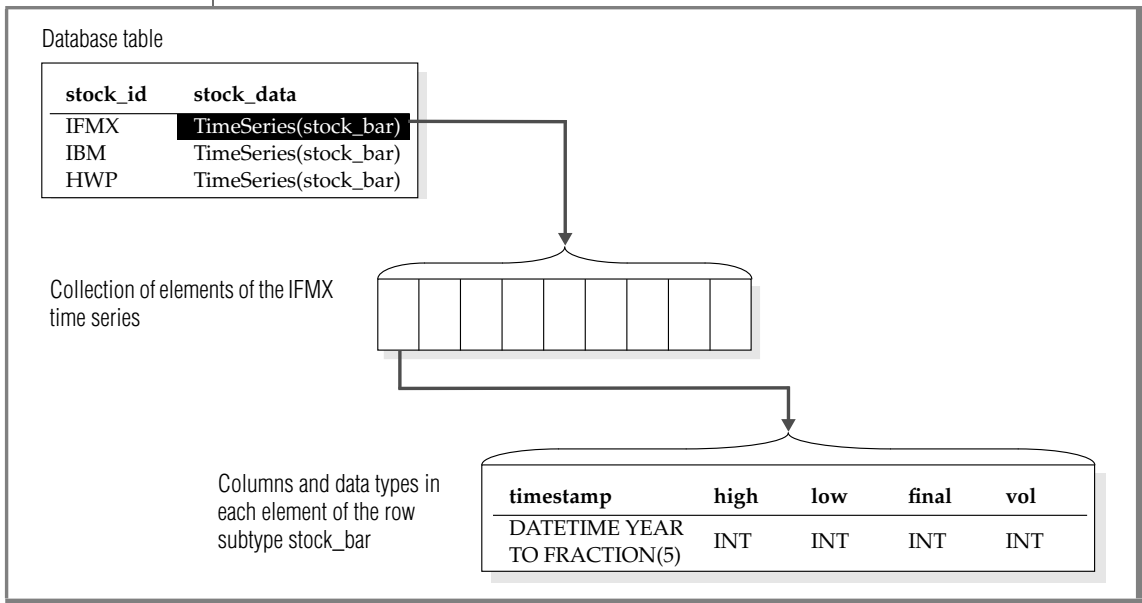 Database table
stock_id stock_data
IFMX TimeSeries(stock_bar)
IBM TimeSeries(stock_bar)
HWP TimeSeries(stock_bar)
Collection of elements of the IFMX
time series
Columns and data types in
each element of the row
subtype stock_bar
timestamp high low final vol
DATETIME YEAR
TO FRACTION(5) INT INT INT INT